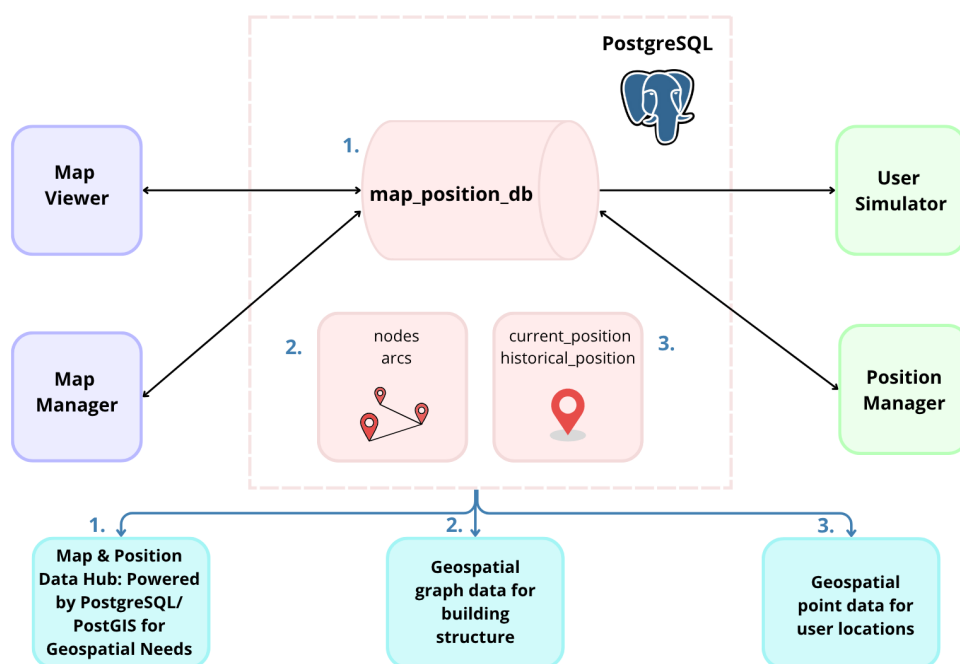 PostgreSQL
1.
Map
Viewer
map_position_db
User
Simulator
2.
nodes
arcs
current_position
historical_position
3.
Map
Manager
Position
Manager
1.
2.
3.
Map & Position
Data Hub: Powered
by PostgreSQL/
PostGIS for
Geospatial Needs
Geospatial
graph data for
building
structure
Geospatial
point data for
user locations